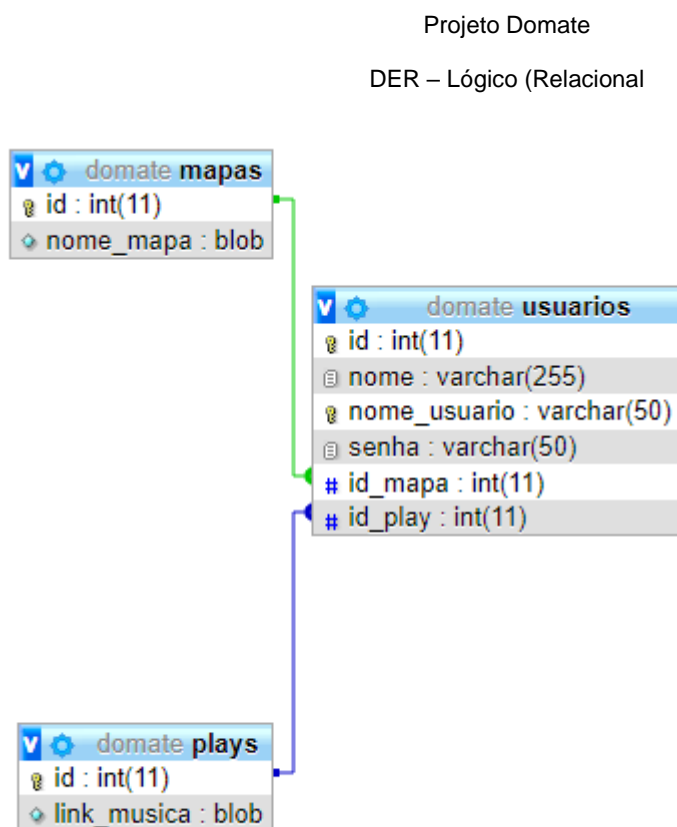 Projeto Domate
DER – Lógico (Relacional
v domate mapas
id : int(11)
nome_mapa : blob
v domate usuarios
id : int(11)
nome : varchar(255)
nome_usuario : varchar(50)
senha : varchar(50)
# id_mapa : int(11)
# id_play : int(11)
v domate plays
id : int(11)
link_musica : blob